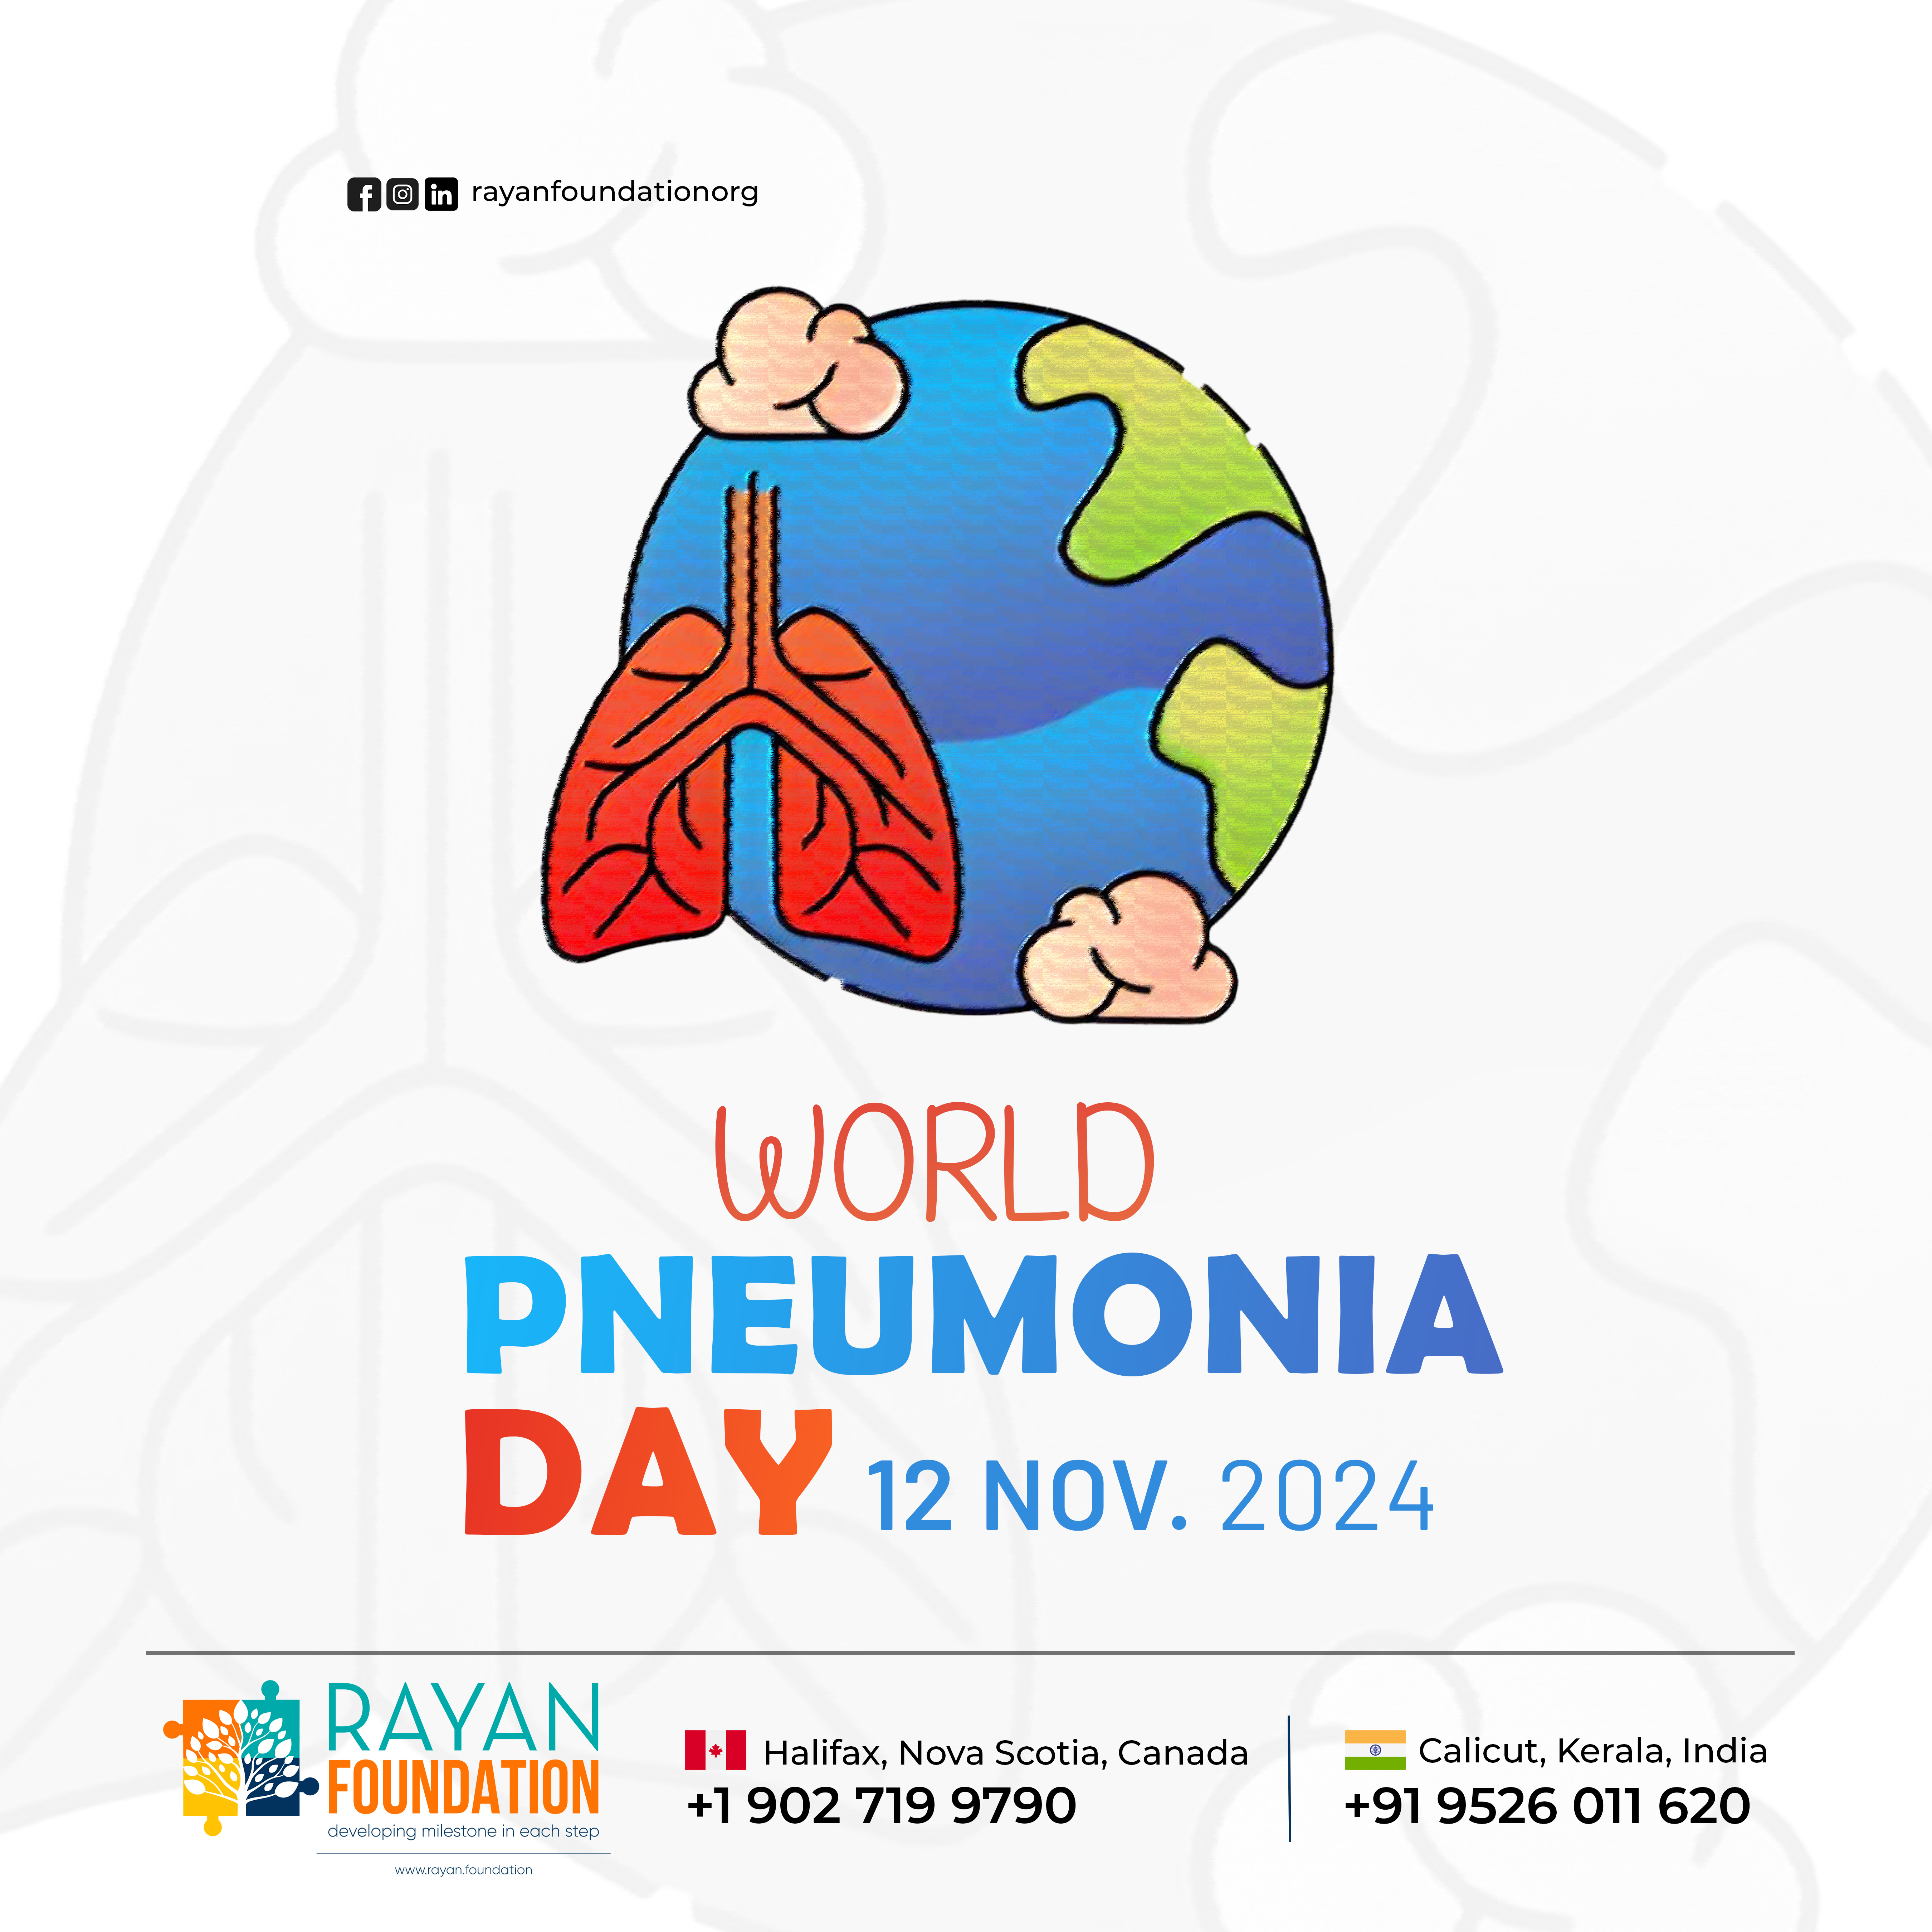 rayanfoundationorg
WORLD
PNEUMONIA
DAY 12 NOV. 2024
RAYAN
FOUNDATION
developing milestone in each step
www.rayan.foundation
Halifax, Nova Scotia, Canada
+1 902 719 9790
Calicut, Kerala, India
+91 9526 011 620